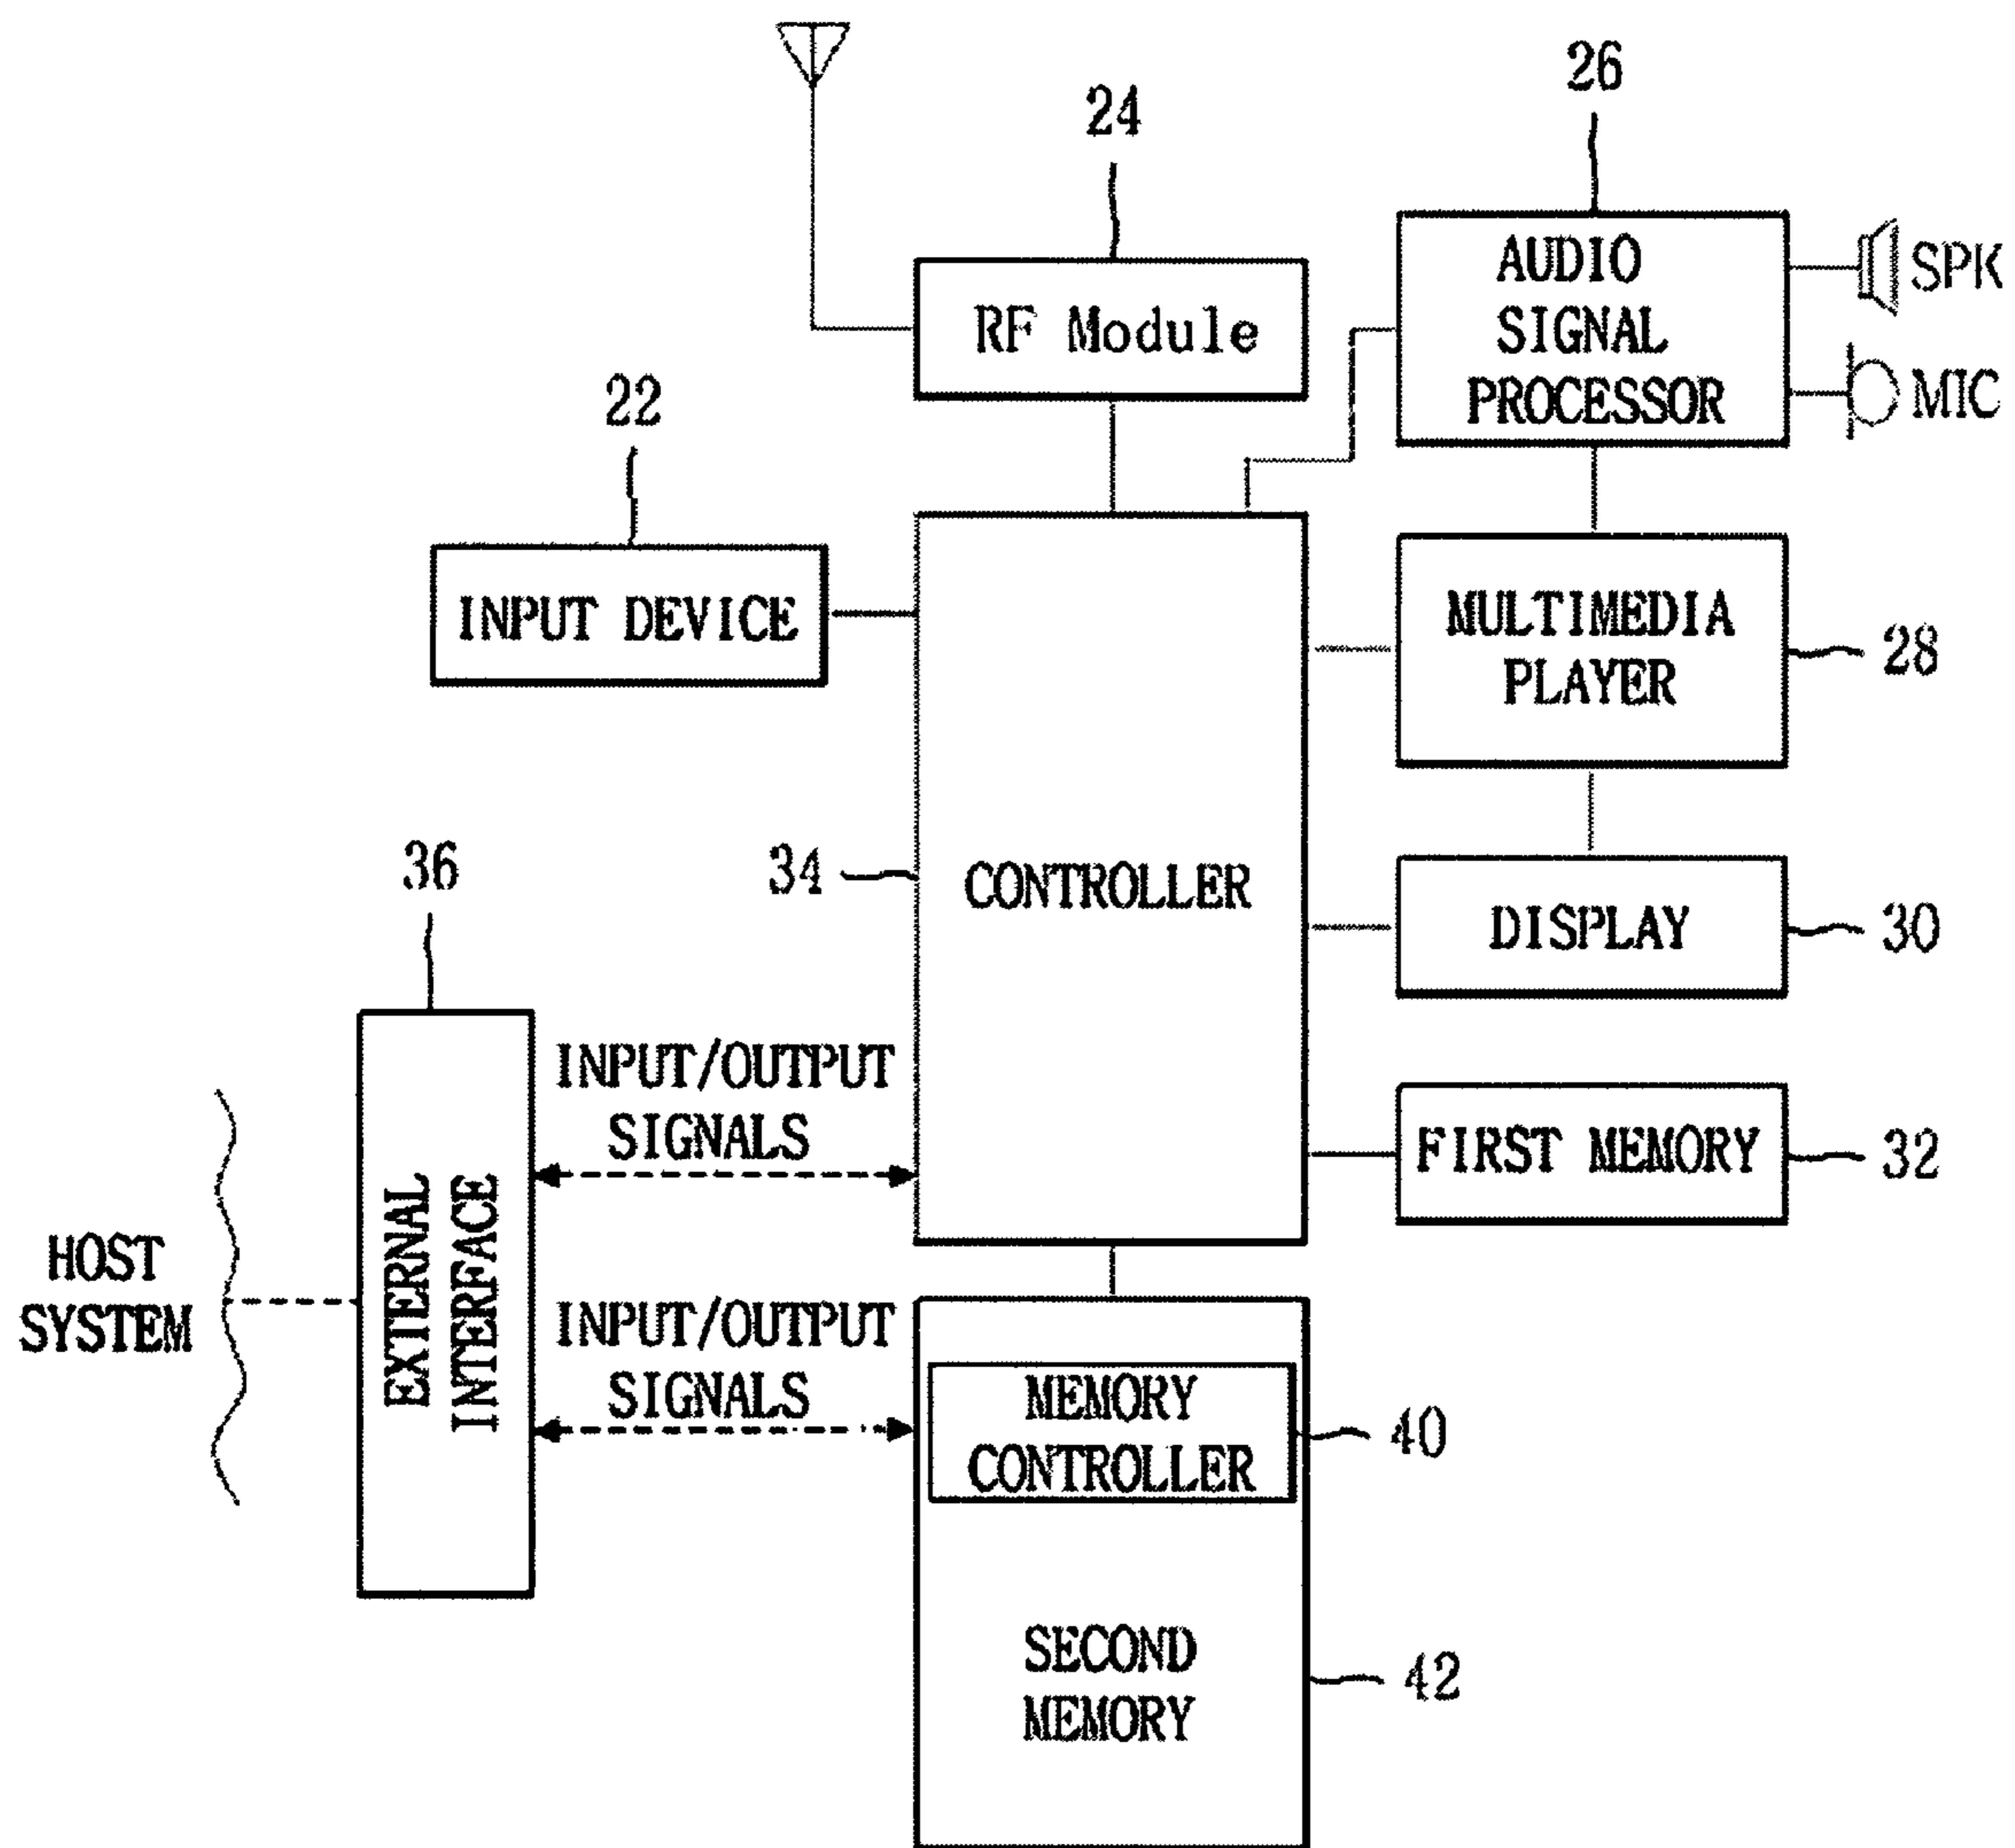 24
RF Module
26
AUDIO
SIGNAL
PROCESSOR
SPK
MIC
22
INPUT DEVICE
MULTIMEDIA
PLAYER
28
34
CONTROLLER
DISPLAY
30
36
EXTERNAL
INTERFACE
INPUT/OUTPUT
SIGNALS
FIRST MEMORY
32
HOST
SYSTEM
INPUT/OUTPUT
SIGNALS
MEMORY
CONTROLLER
40
SECOND
MEMORY
42